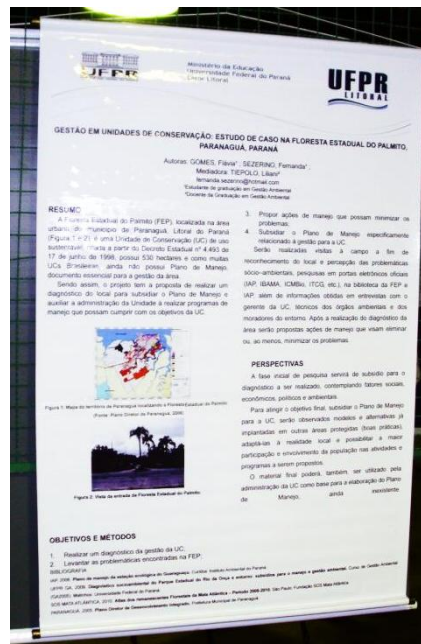 UFPR
Ministério da Educação
Universidade Federal do Paraná
Setor Litoral
UFPR
LITORAL
GESTÃO EM UNIDADES DE CONSERVAÇÃO: ESTUDO DE CASO NA FLORESTA ESTADUAL DO PALMITO,
PARANAGUÁ, PARANÁ
Autoras: GOMES, Flávia¹, SEZERINO, Fernanda¹
Mediadora: TIEPOLO, Liliani²
fernanda.sezerino@hotmail.com
¹Estudante de graduação em Gestão Ambiental
²Docente da Graduação em Gestão Ambiental
RESUMO
A Floresta Estadual do Palmito (FEP), localizada na área
urbana do município de Paranaguá, Litoral do Paraná
(Figura 1 e 2), é uma Unidade de Conservação (UC) de uso
sustentável, criada a partir do Decreto Estadual nº 4.493 de
17 de junho de 1998, possui 530 hectares e como muitas
UCs Brasileiras, ainda não possui Plano de Manejo,
documento essencial para a gestão da área.
Sendo assim, o projeto tem a proposta de realizar um
diagnóstico do local para subsidiar o Plano de Manejo e
auxiliar a administração da Unidade à realizar programas de
manejo que possam cumprir com os objetivos da UC.
Figura 1: Mapa do território de Paranaguá localizando a Floresta Estadual do Palmito.
(Fonte: Plano Diretor de Paranaguá, 2006)
Figura 2: Vista da entrada da Floresta Estadual do Palmito.
OBJETIVOS E MÉTODOS
1. Realizar um diagnóstico da gestão da UC;
2. Levantar as problemáticas encontradas na FEP;
3. Propor ações de manejo que possam minimizar os
problemas;
4. Subsidiar o Plano de Manejo especificamente
relacionado à gestão para a UC.
Serão realizadas visitas à campo a fim de
reconhecimento do local e percepção das problemáticas
sócio-ambientais, pesquisas em portais eletrônicos oficiais
(IAP, IBAMA, ICMBio, ITCG, etc.), na biblioteca da FEP e
IAP, além de informações obtidas em entrevistas com o
gerente da UC, técnicos dos órgãos ambientais e dos
moradores do entorno. Após a realização do diagnóstico da
área serão propostas ações de manejo que visam eliminar
ou, ao menos, minimizar os problemas.
PERSPECTIVAS
A fase inicial de pesquisa servirá de subsídio para o
diagnóstico a ser realizado, contemplando fatores sociais,
econômicos, políticos e ambientais.
Para atingir o objetivo final, subsidiar o Plano de Manejo
para a UC, serão observados modelos e alternativas já
implantadas em outras áreas protegidas (boas práticas),
adaptá-las à realidade local e possibilitar a maior
participação e envolvimento da população nas atividades e
programas a serem propostos.
O material final poderá, também, ser utilizado pela
administração da UC como base para a elaboração do Plano
de Manejo, ainda inexistente.
BIBLIOGRAFIA